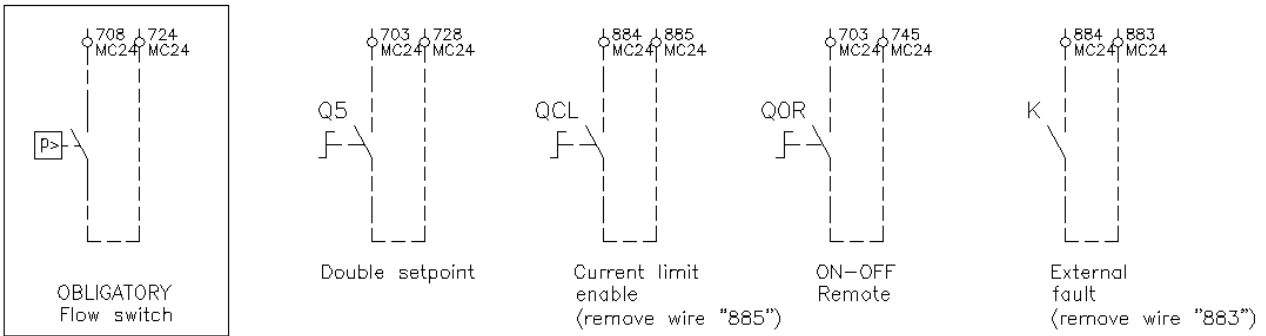 708 724
MC24 MC24
P>
OBLIGATORY
Flow switch
703 728
MC24 MC24
Q5
Double setpoint
884 885
MC24 MC24
QCL
Current limit
enable
(remove wire "885")
703 745
MC24 MC24
Q0R
ON-OFF
Remote
884 883
MC24 MC24
K
External
fault
(remove wire "883")